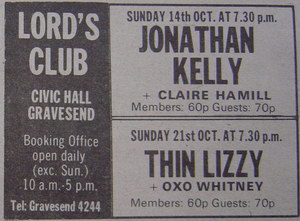 LORD'S
CLUB
CIVIC HALL
GRAVESEND
Booking Office
open daily
(exc. Sun.)
10 a.m.-5 p.m.
Tel: Gravesend 4244
SUNDAY 14th OCT. AT 7.30 p.m.
JONATHAN
KELLY
+ CLAIRE HAMILL
Members: 60p Guests: 70p
SUNDAY 21st OCT. AT 7.30 p.m.
THIN LIZZY
+ OXO WHITNEY
Members: 60p Guests: 70p